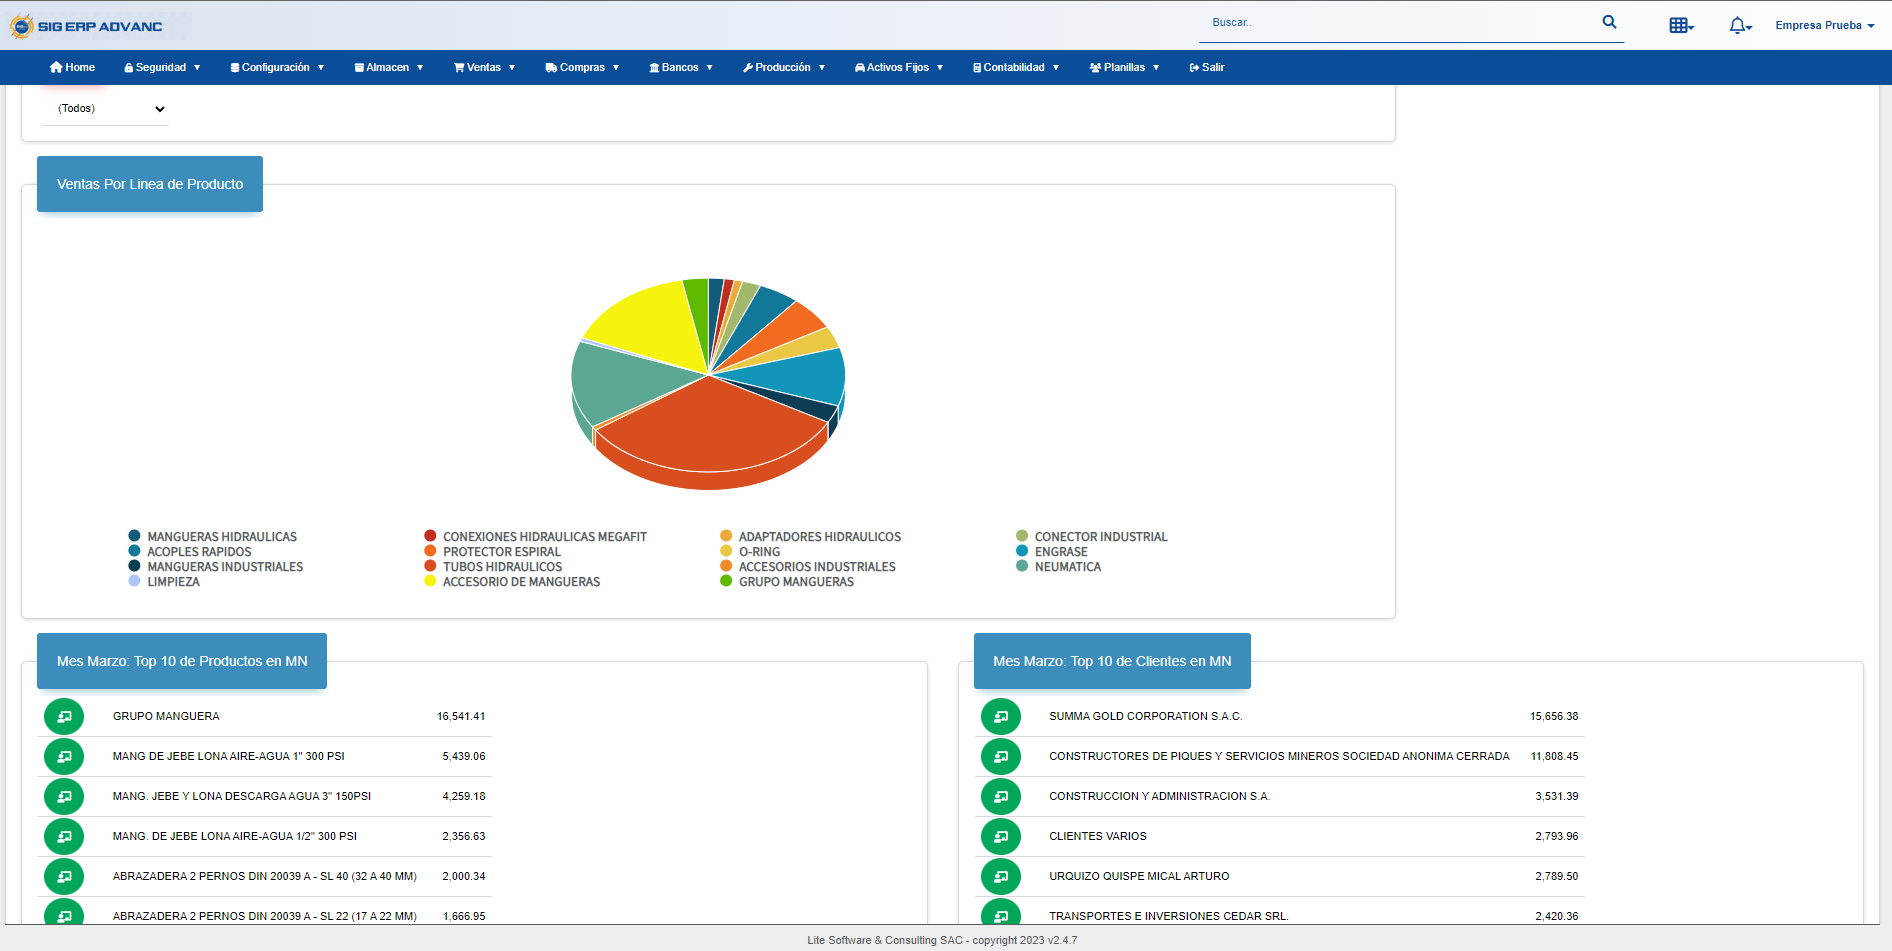 SIG ERP ADVANC
Buscar..
Empresa Prueba
Home Seguridad Configuración Almacen Ventas Compras Bancos Producción Activos Fijos Contabilidad Planillas Salir
(Todos)
Ventas Por Linea de Producto
MANGUERAS HIDRAULICAS CONEXIONES HIDRAULICAS MEGAFIT ADAPTADORES HIDRAULICOS CONECTOR INDUSTRIAL
ACOPLES RAPIDOS PROTECTOR ESPIRAL O-RING ENGRASE
MANGUERAS INDUSTRIALES TUBOS HIDRAULICOS ACCESORIOS INDUSTRIALES NEUMATICA
LIMPIEZA ACCESORIO DE MANGUERAS GRUPO MANGUERAS
Mes Marzo: Top 10 de Productos en MN
GRUPO MANGUERA 16,541.41
MANG DE JEBE LONA AIRE-AGUA 1" 300 PSI 5,439.06
MANG. JEBE Y LONA DESCARGA AGUA 3" 150PSI 4,259.18
MANG. DE JEBE LONA AIRE-AGUA 1/2" 300 PSI 2,356.63
ABRAZADERA 2 PERNOS DIN 20039 A - SL 40 (32 A 40 MM) 2,000.34
ABRAZADERA 2 PERNOS DIN 20039 A - SL 22 (17 A 22 MM) 1,666.95
Mes Marzo: Top 10 de Clientes en MN
SUMMA GOLD CORPORATION S.A.C. 15,656.38
CONSTRUCTORES DE PIQUES Y SERVICIOS MINEROS SOCIEDAD ANONIMA CERRADA 11,808.45
CONSTRUCCION Y ADMINISTRACION S.A. 3,531.39
CLIENTES VARIOS 2,793.96
URQUIZO QUISPE MICAL ARTURO 2,789.50
TRANSPORTES E INVERSIONES CEDAR SRL. 2,420.36
Lite Software & Consulting SAC - copyright 2023 v2.4.7